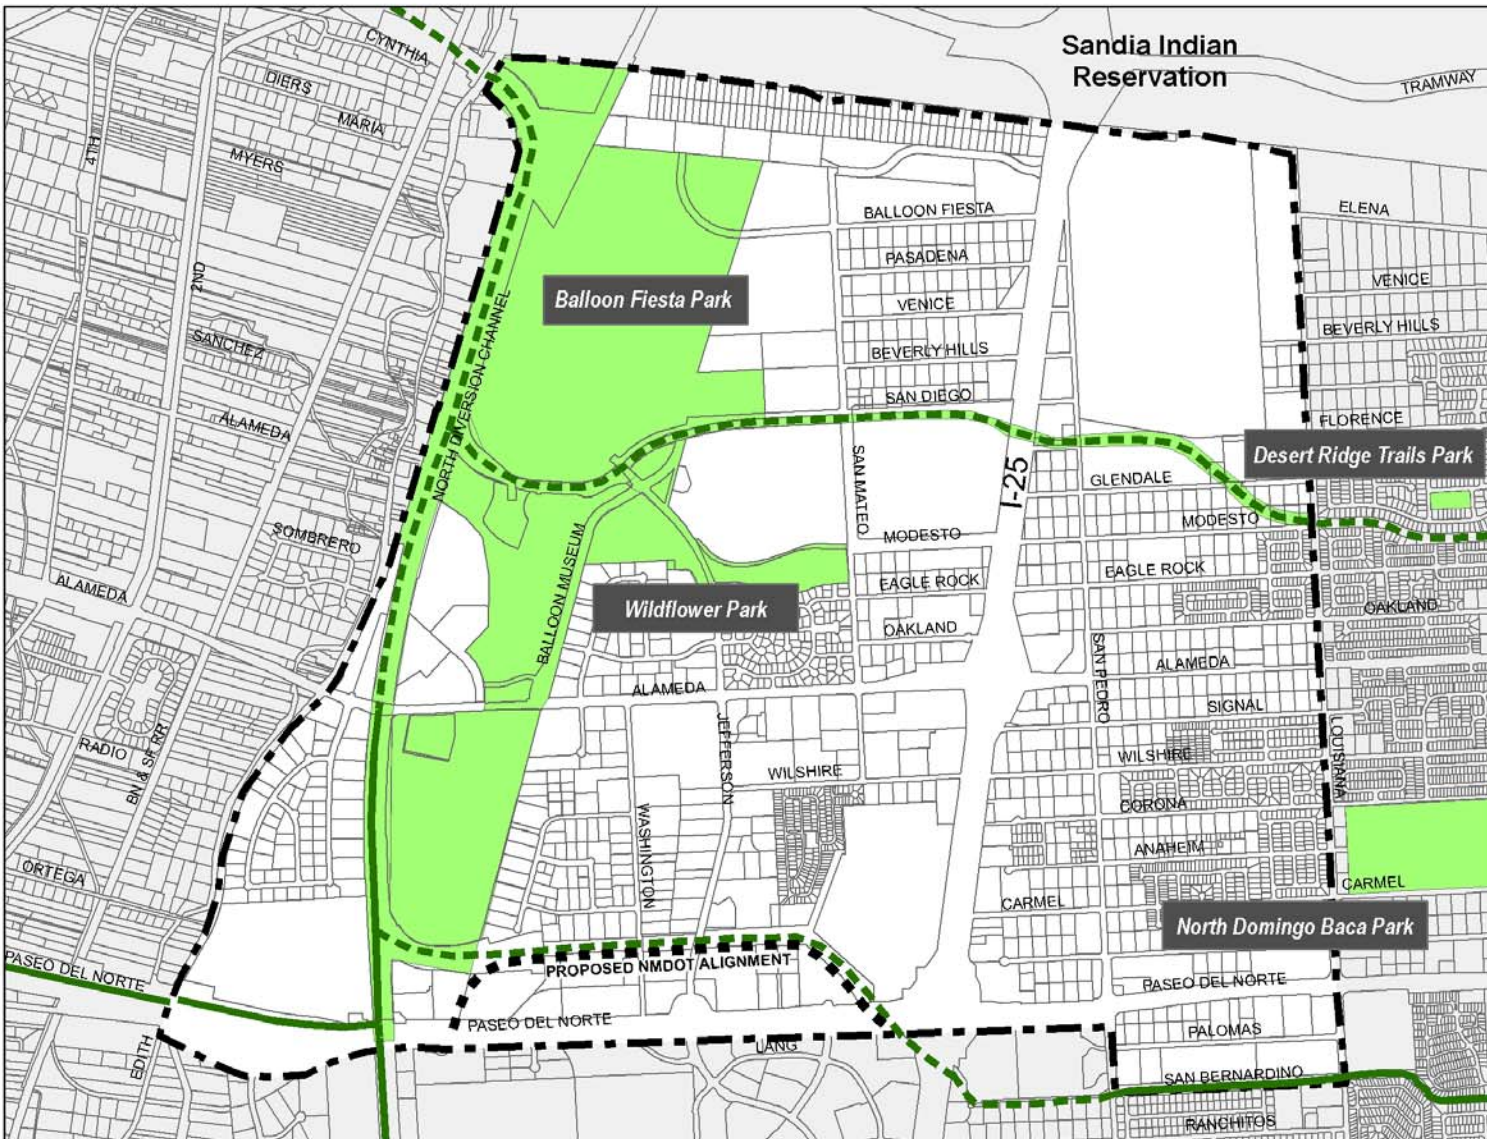 Sandia Indian
Reservation
TRAMWAY
CYNTHIA
DIERS
MARIA
4TH
MYERS
2ND
ELENA
BALLOON FIESTA
PASADENA
VENICE
VENICE
Balloon Fiesta Park
NORTH DIVERSION CHANNEL
SANCHEZ
BEVERLY HILLS
BEVERLY HILLS
SAN DIEGO
ALAMEDA
FLORENCE
Desert Ridge Trails Park
SAN MATEO
I-25
GLENDALE
MODESTO
SOMBRERO
MODESTO
BALLOON MUSEUM
EAGLE ROCK
EAGLE ROCK
ALAMEDA
Wildflower Park
OAKLAND
OAKLAND
SAN PEDRO
ALAMEDA
ALAMEDA
SIGNAL
RADIO
BN & SF RR
JEFFERSON
LOUISIANA
WILSHIRE
WILSHIRE
CORONA
WASHINGTON
ANAHEIM
ORTEGA
CARMEL
CARMEL
North Domingo Baca Park
PASEO DEL NORTE
PROPOSED NMDOT ALIGNMENT
PASEO DEL NORTE
PASEO DEL NORTE
PALOMAS
EDITH
LANG
SAN BERNARDINO
RANCHITOS